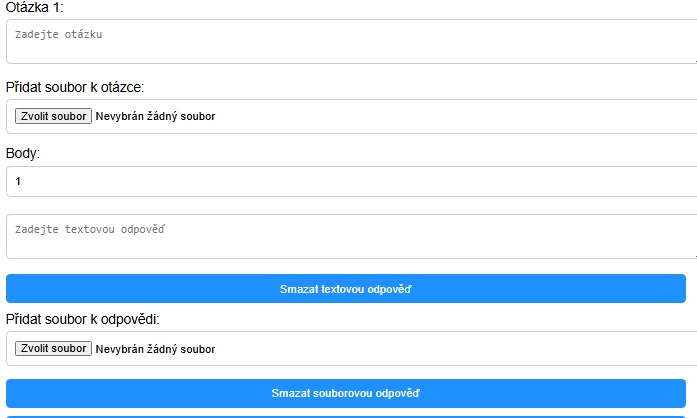 Otázka 1:
Zadejte otázku
Přidat soubor k otázce:
Zvolit soubor Nevybrán žádný soubor
Body:
1
Zadejte textovou odpověď
Smazat textovou odpověď
Přidat soubor k odpovědi:
Zvolit soubor Nevybrán žádný soubor
Smazat souborovou odpověď